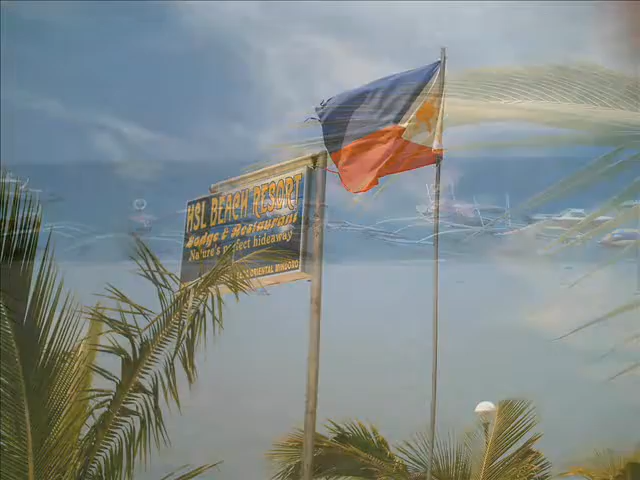 HSL BEACH RESORT
Lodge & Restaurant
Nature's perfect hideaway
ORIENTAL MINDORO